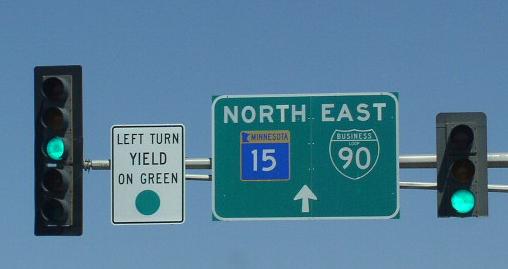 LEFT TURN
YIELD
ON GREEN
NORTH EAST
MINNESOTA
15
BUSINESS
LOOP
90